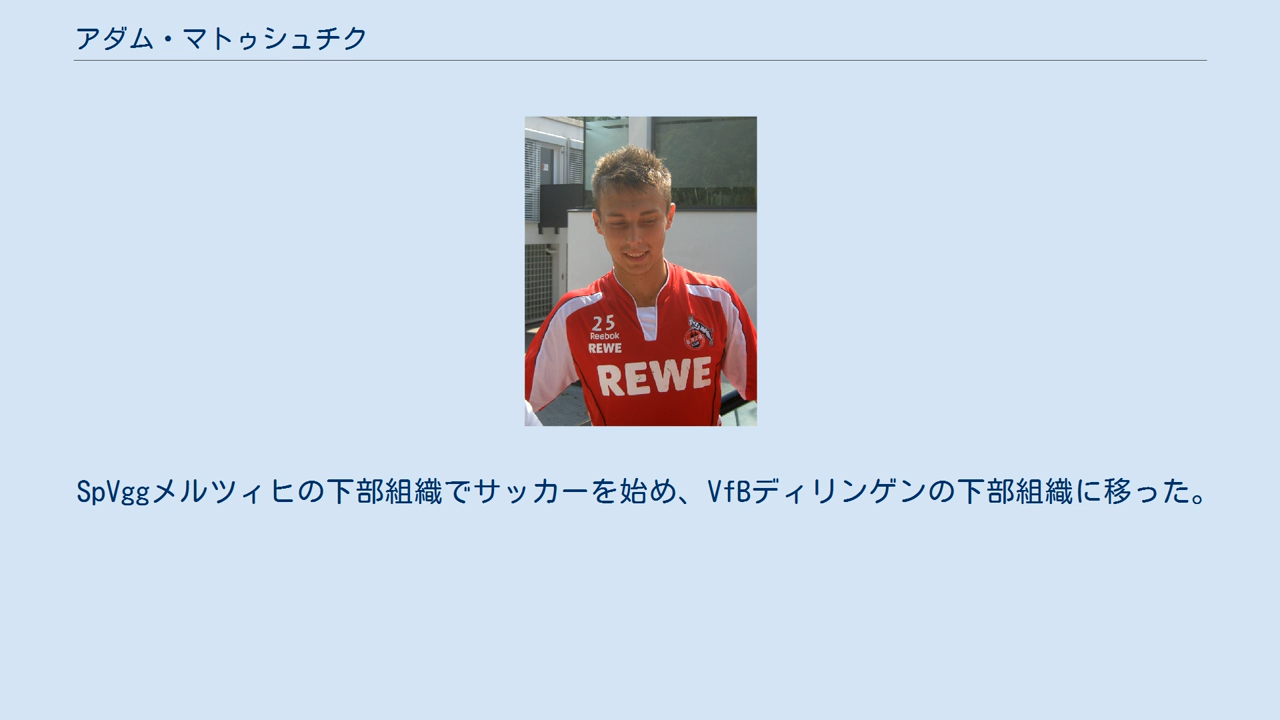 アダム・マトゥシュチク
25
Reebok
REWE
REWE
SpVggメルツィヒの下部組織でサッカーを始め、VfBディリンゲンの下部組織に移った。